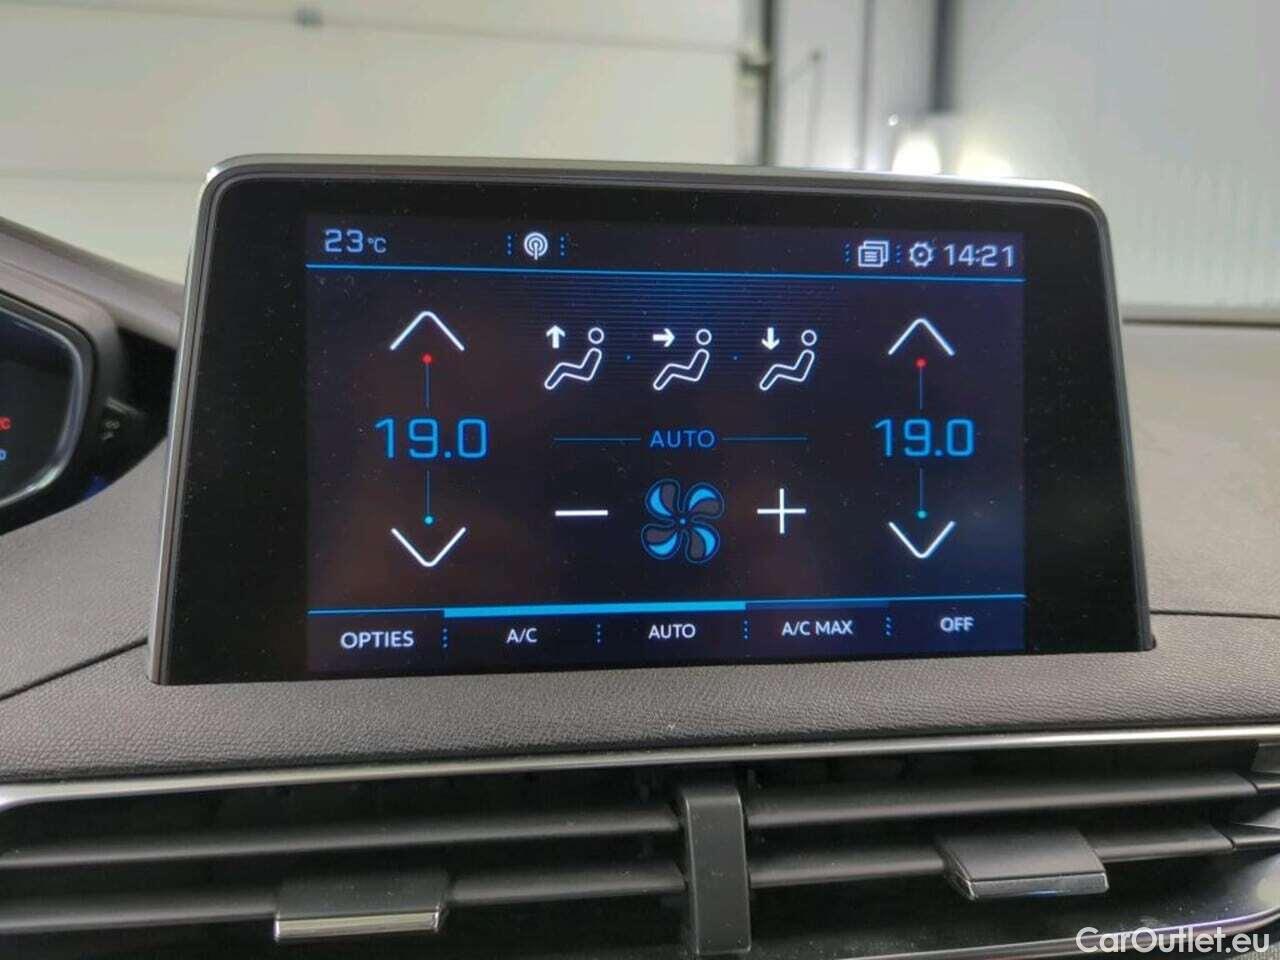 23°C 14:21
19.0 19.0
AUTO
OPTIES A/C AUTO A/C MAX OFF
CarOutlet.eu